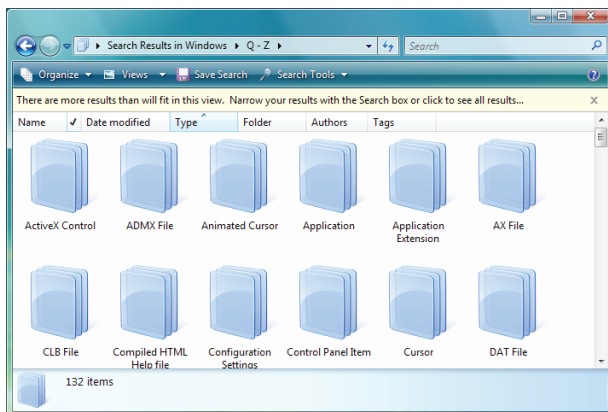 Search Results in Windows Q - Z Search
Organize Views Save Search Search Tools
There are more results than will fit in this view. Narrow your results with the Search box or click to see all results...
Name Date modified Type Folder Authors Tags
ActiveX Control ADMX File Animated Cursor Application Application Extension AX File
CLB File Compiled HTML Help file Configuration Settings Control Panel Item Cursor DAT File
132 items